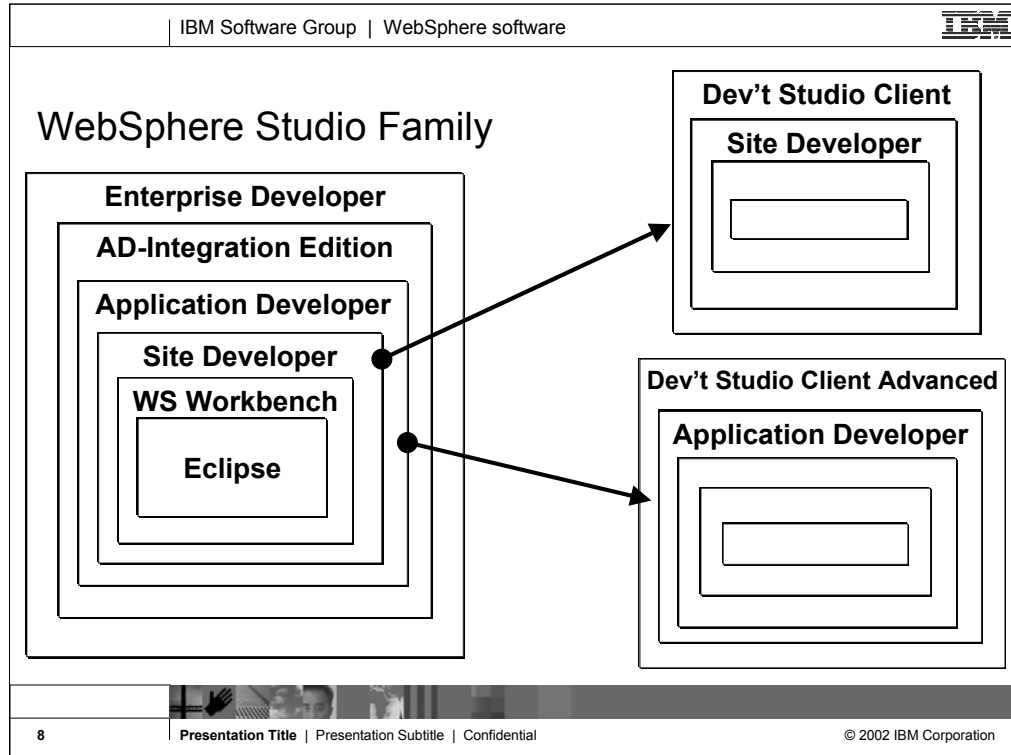 IBM Software Group | WebSphere software
IBM
WebSphere Studio Family
Enterprise Developer
AD-Integration Edition
Application Developer
Site Developer
WS Workbench
Eclipse
Dev’t Studio Client
Site Developer
Dev’t Studio Client Advanced
Application Developer
8
Presentation Title | Presentation Subtitle | Confidential
© 2002 IBM Corporation